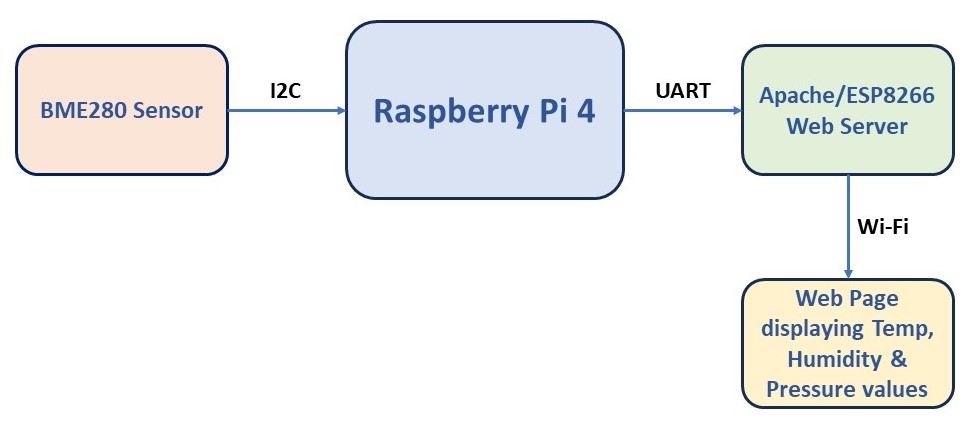 BME280 Sensor
I2C
Raspberry Pi 4
UART
Apache/ESP8266
Web Server
Wi-Fi
Web Page
displaying Temp,
Humidity &
Pressure values